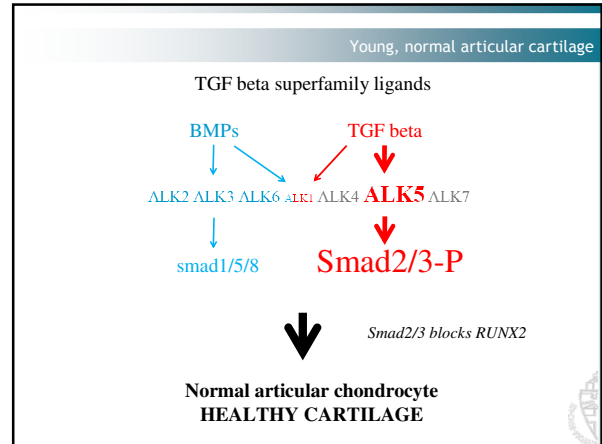 Young, normal articular cartilage
TGF beta superfamily ligands
BMPs TGF beta
ALK2 ALK3 ALK6 ALK1 ALK4 ALK5 ALK7
smad1/5/8 Smad2/3-P
Smad2/3 blocks RUNX2
Normal articular chondrocyte
HEALTHY CARTILAGE